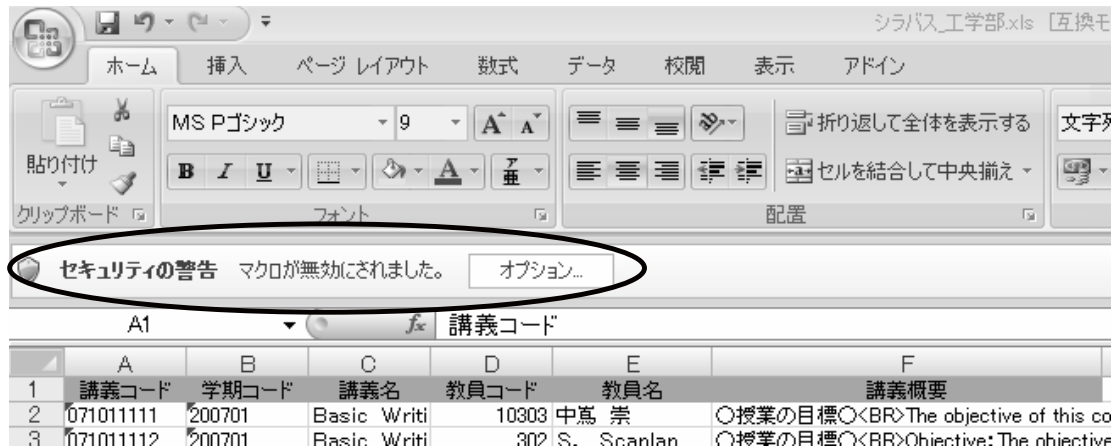 シラバス_工学部.xls [互換モ
ホーム 挿入 ページ レイアウト 数式 データ 校閲 表示 アドイン
MS Pゴシック 9 A A 折り返して全体を表示する 文字列
貼り付け B I U A ア亜 セルを結合して中央揃え
クリップボード フォント 配置
セキュリティの警告 マクロが無効にされました。 オプション...
A1 fx 講義コード
A B C D E F
1 講義コード 学期コード 講義名 教員コード 教員名 講義概要
2 071011111 200701 Basic Writi 10303 中嶌 崇 〇授業の目標〇<BR>The objective of this co
3 071011112 200701 Basic Writi 302 S. Scanlan 〇授業の目標〇<BR>Objective: The objective